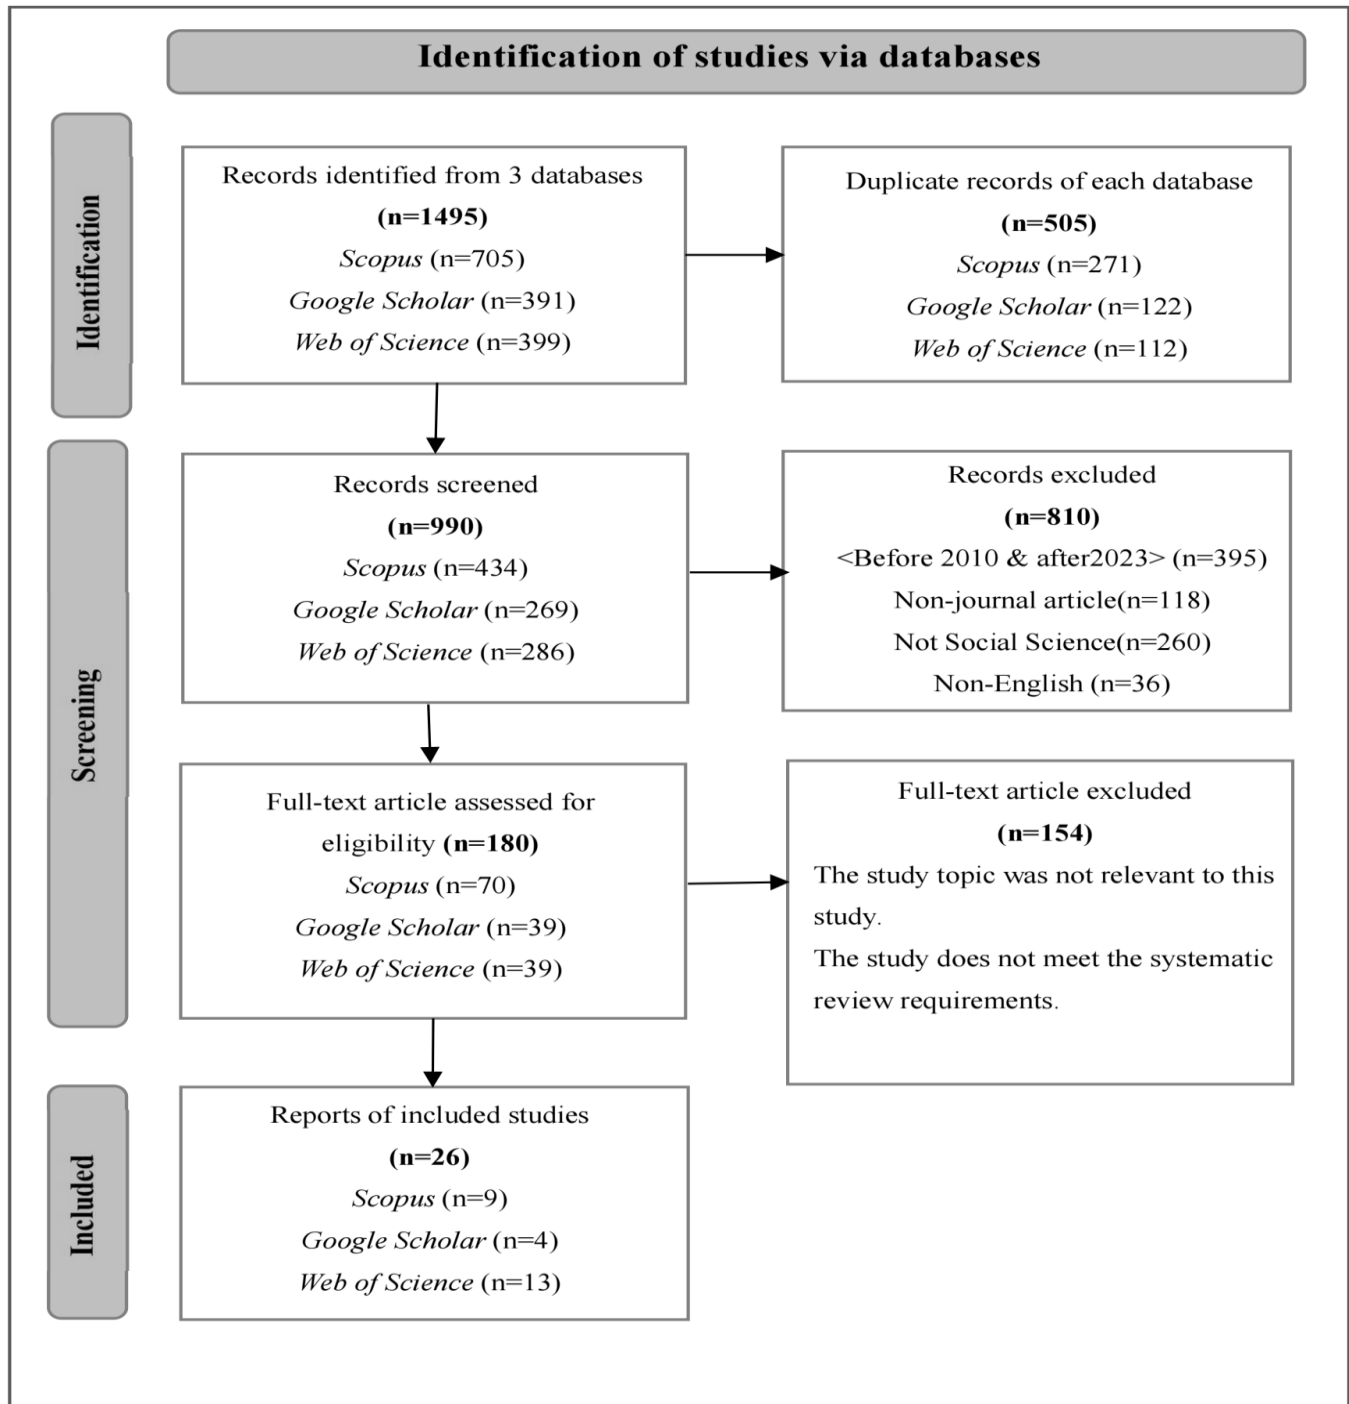 Identification of studies via databases
Identification
Records identified from 3 databases
(n=1495)
Scopus (n=705)
Google Scholar (n=391)
Web of Science (n=399)
Duplicate records of each database
(n=505)
Scopus (n=271)
Google Scholar (n=122)
Web of Science (n=112)
Screening
Records screened
(n=990)
Scopus (n=434)
Google Scholar (n=269)
Web of Science (n=286)
Records excluded
(n=810)
<Before 2010 & after2023> (n=395)
Non-journal article(n=118)
Not Social Science(n=260)
Non-English (n=36)
Full-text article assessed for
eligibility (n=180)
Scopus (n=70)
Google Scholar (n=39)
Web of Science (n=39)
Full-text article excluded
(n=154)
The study topic was not relevant to this
study.
The study does not meet the systematic
review requirements.
Included
Reports of included studies
(n=26)
Scopus (n=9)
Google Scholar (n=4)
Web of Science (n=13)